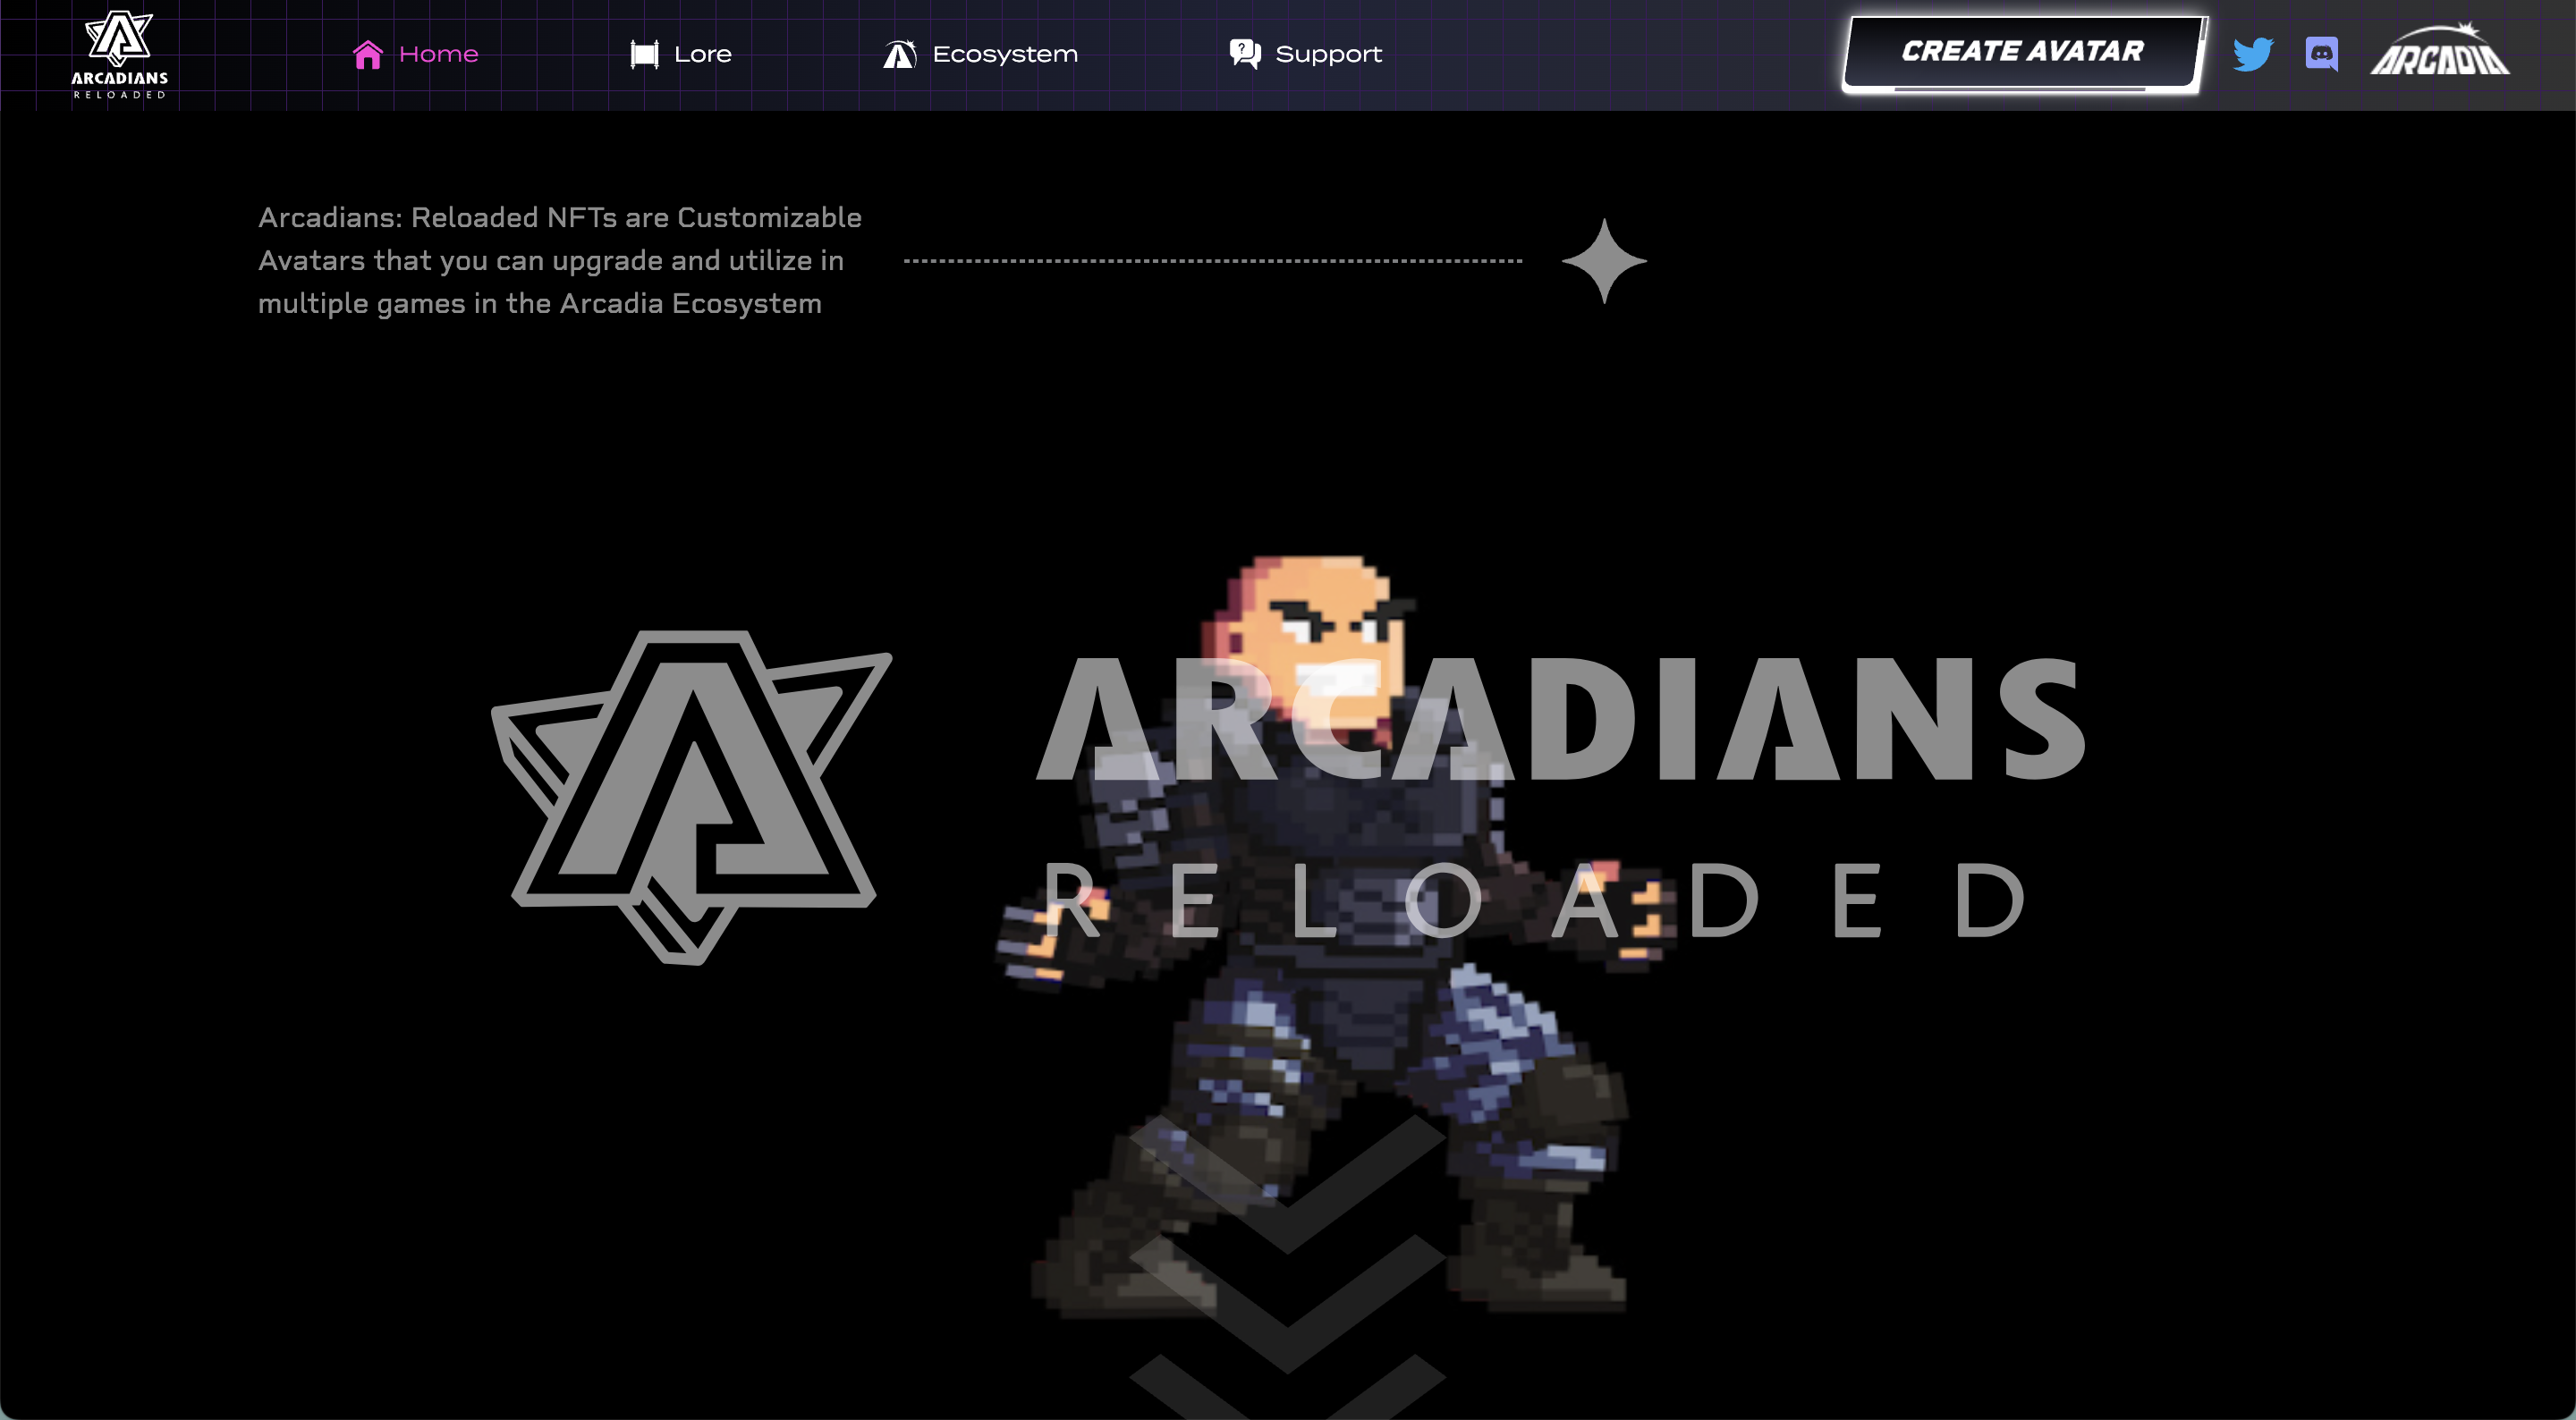 ARCADIANS
RELOADED
Home
Lore
Ecosystem
Support
CREATE AVATAR
ARCADIA
Arcadians: Reloaded NFTs are Customizable
Avatars that you can upgrade and utilize in
multiple games in the Arcadia Ecosystem
ARCADIANS
RELOADED